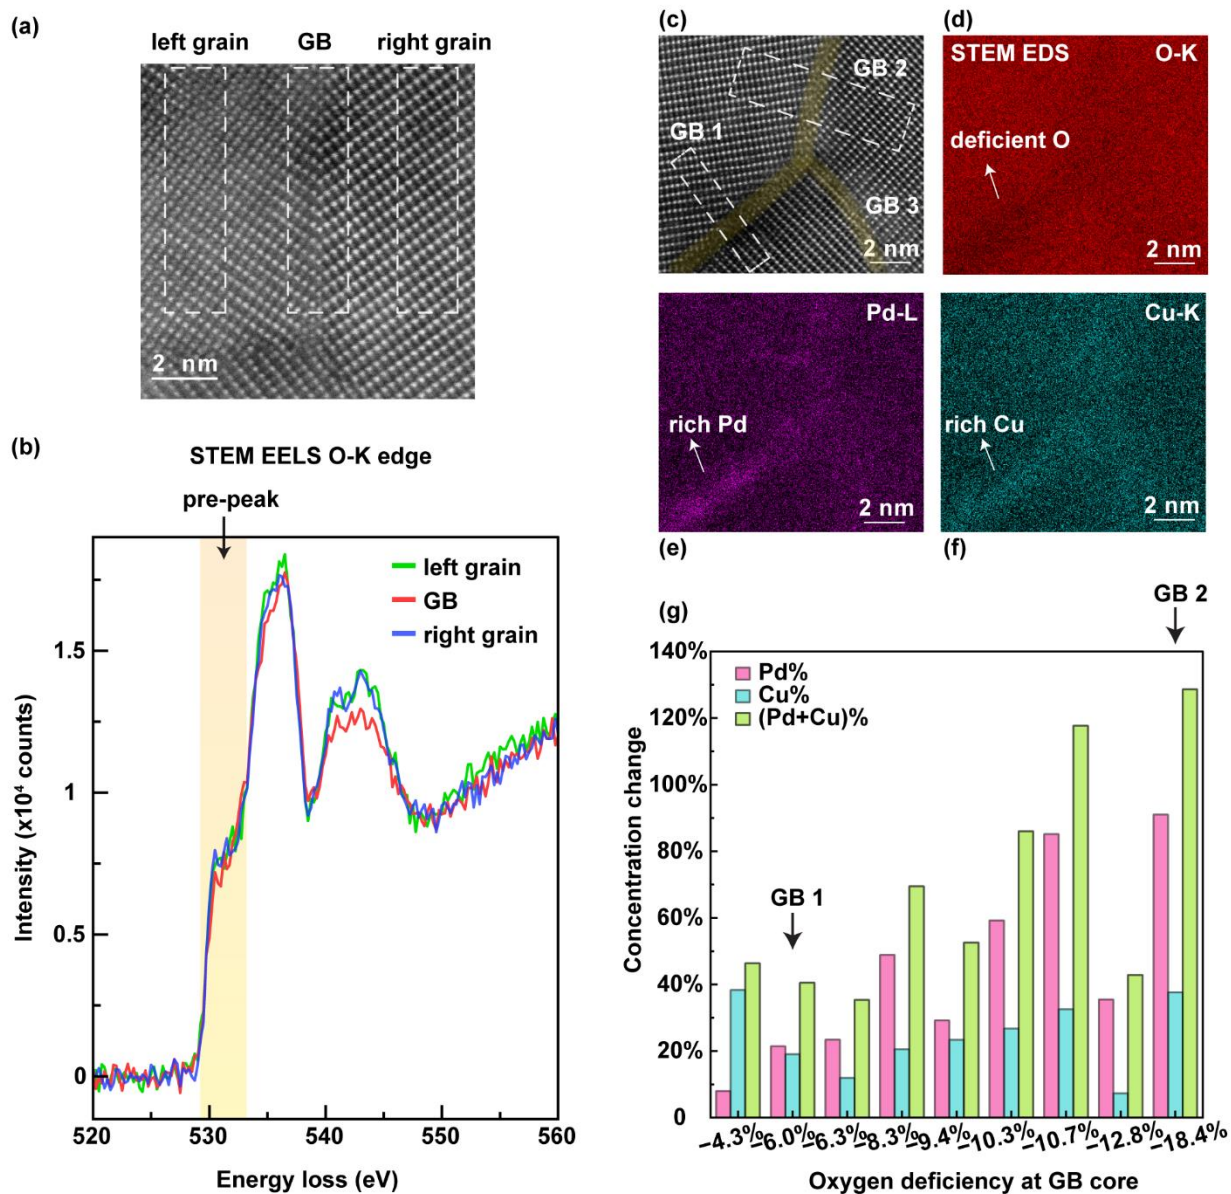 (a)
left grain GB right grain
2 nm
(b)
STEM EELS O-K edge
pre-peak
left grain
GB
right grain
1.5
1
0.5
0
Intensity (x10⁴ counts)
520 530 540 550 560
Energy loss (eV)
(c)
GB 2
GB 1
GB 3
2 nm
(d)
STEM EDS O-K
deficient O
2 nm
Pd-L
rich Pd
2 nm
(e)
Cu-K
rich Cu
2 nm
(f)
(g)
GB 2
GB 1
Pd%
Cu%
(Pd+Cu)%
140%
120%
100%
80%
60%
40%
20%
0
Concentration change
−4.3% −6.0% −6.3% −8.3% −9.4% −10.3% −10.7% −12.8% −18.4%
Oxygen deficiency at GB core